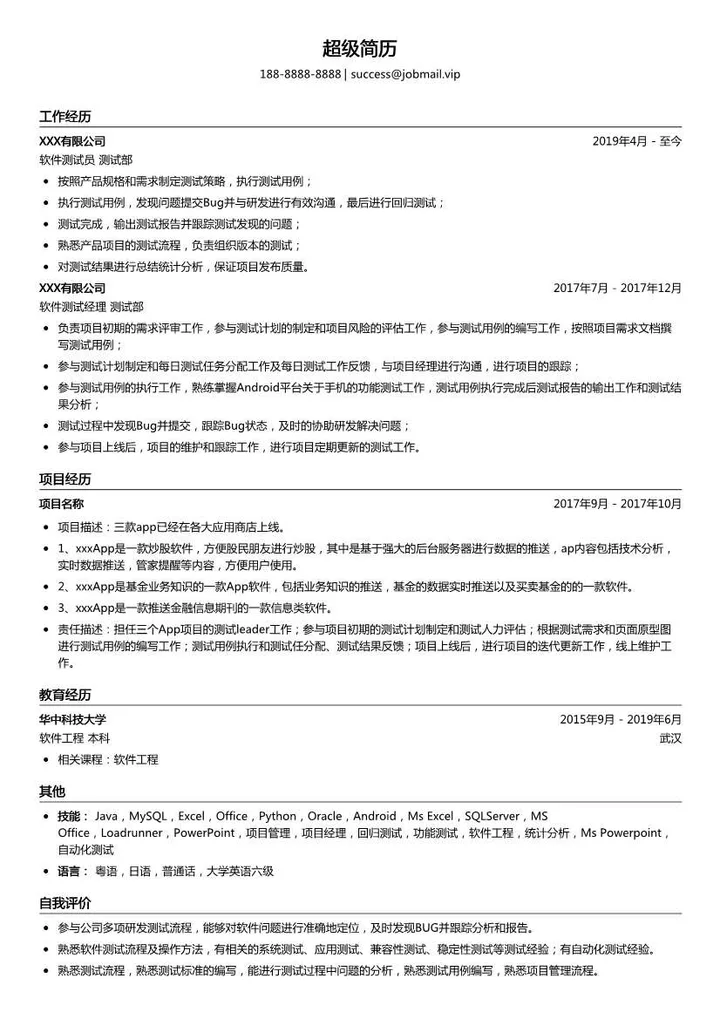 超级简历
188-8888-8888 | success@jobmail.vip
工作经历
XXX有限公司 2019年4月 - 至今
软件测试员 测试部
• 按照产品规格和需求制定测试策略，执行测试用例；
• 执行测试用例，发现问题提交Bug并与研发进行有效沟通，最后进行回归测试；
• 测试完成，输出测试报告并跟踪测试发现的问题；
• 熟悉产品项目的测试流程，负责组织版本的测试；
• 对测试结果进行总结统计分析，保证项目发布质量。
XXX有限公司 2017年7月 - 2017年12月
软件测试经理 测试部
• 负责项目初期的需求评审工作，参与测试计划的制定和项目风险的评估工作，参与测试用例的编写工作，按照项目需求文档撰
写测试用例；
• 参与测试计划制定和每日测试任务分配工作及每日测试工作反馈，与项目经理进行沟通，进行项目的跟踪；
• 参与测试用例的执行工作，熟练掌握Android平台关于手机的功能测试工作，测试用例执行完成后测试报告的输出工作和测试结
果分析；
• 测试过程中发现Bug并提交，跟踪Bug状态，及时的协助研发解决问题；
• 参与项目上线后，项目的维护和跟踪工作，进行项目定期更新的测试工作。
项目经历
项目名称 2017年9月 - 2017年10月
• 项目描述：三款app已经在各大应用商店上线。
• 1、xxxApp是一款炒股软件，方便股民朋友进行炒股，其中是基于强大的后台服务器进行数据的推送，ap内容包括技术分析，
实时数据推送，管家提醒等内容，方便用户使用。
• 2、xxxApp是基金业务知识的一款App软件，包括业务知识的推送，基金的数据实时推送以及买卖基金的的一款软件。
• 3、xxxApp是一款推送金融信息期刊的一款信息类软件。
• 责任描述：担任三个App项目的测试leader工作；参与项目初期的测试计划制定和测试人力评估；根据测试需求和页面原型图
进行测试用例的编写工作；测试用例执行和测试任分配、测试结果反馈；项目上线后，进行项目的迭代更新工作，线上维护工
作。
教育经历
华中科技大学 2015年9月 - 2019年6月
软件工程 本科 武汉
• 相关课程：软件工程
其他
• 技能： Java，MySQL，Excel，Office，Python，Oracle，Android，Ms Excel，SQLServer，MS
Office，Loadrunner，PowerPoint，项目管理，项目经理，回归测试，功能测试，软件工程，统计分析，Ms Powerpoint，
自动化测试
• 语言： 粤语，日语，普通话，大学英语六级
自我评价
• 参与公司多项研发测试流程，能够对软件问题进行准确地定位，及时发现BUG并跟踪分析和报告。
• 熟悉软件测试流程及操作方法，有相关的系统测试、应用测试、兼容性测试、稳定性测试等测试经验；有自动化测试经验。
• 熟悉测试流程，熟悉测试标准的编写，能进行测试过程中问题的分析，熟悉测试用例编写，熟悉项目管理流程。